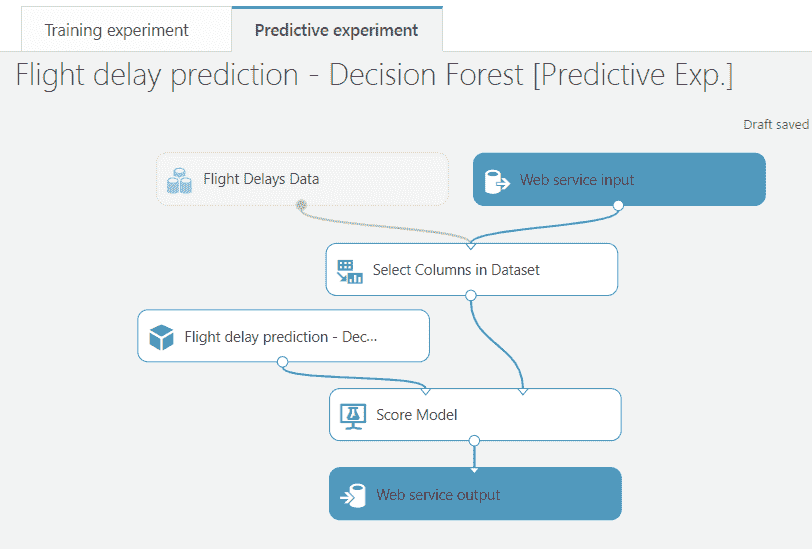 Training experiment
Predictive experiment
Flight delay prediction - Decision Forest [Predictive Exp.]
Draft saved
Flight Delays Data
Web service input
Select Columns in Dataset
Flight delay prediction - Dec...
Score Model
Web service output